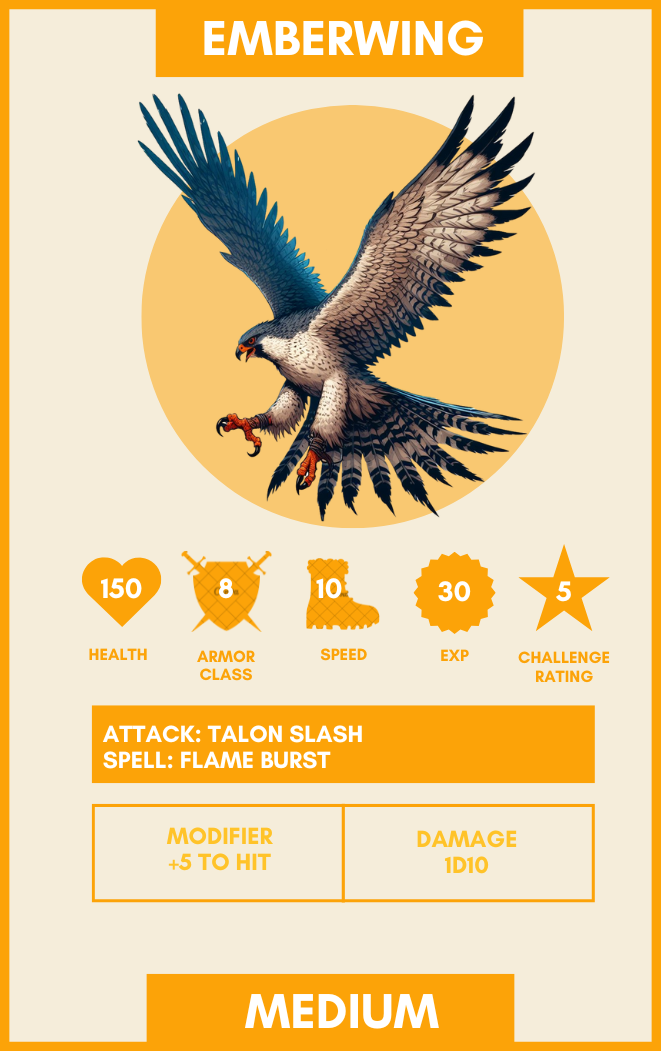 EMBERWING
150
8
10
30
5
HEALTH
ARMOR
CLASS
SPEED
EXP
CHALLENGE
RATING
ATTACK: TALON SLASH
SPELL: FLAME BURST
MODIFIER
+5 TO HIT
DAMAGE
1D10
MEDIUM